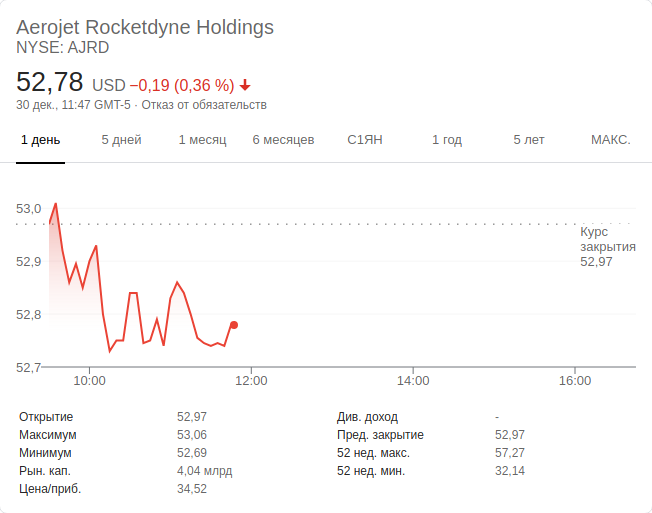 Aerojet Rocketdyne Holdings
NYSE: AJRD
52,78 USD −0,19 (0,36 %) ↓
30 дек., 11:47 GMT-5 · Отказ от обязательств
1 день 5 дней 1 месяц 6 месяцев С1ЯН 1 год 5 лет МАКС.
53,0
Курс
закрытия
52,97
52,9
52,8
52,7
10:00 12:00 14:00 16:00
Открытие 52,97 Див. доход -
Максимум 53,06 Пред. закрытие 52,97
Минимум 52,69 52 нед. макс. 57,27
Рын. кап. 4,04 млрд 52 нед. мин. 32,14
Цена/приб. 34,52